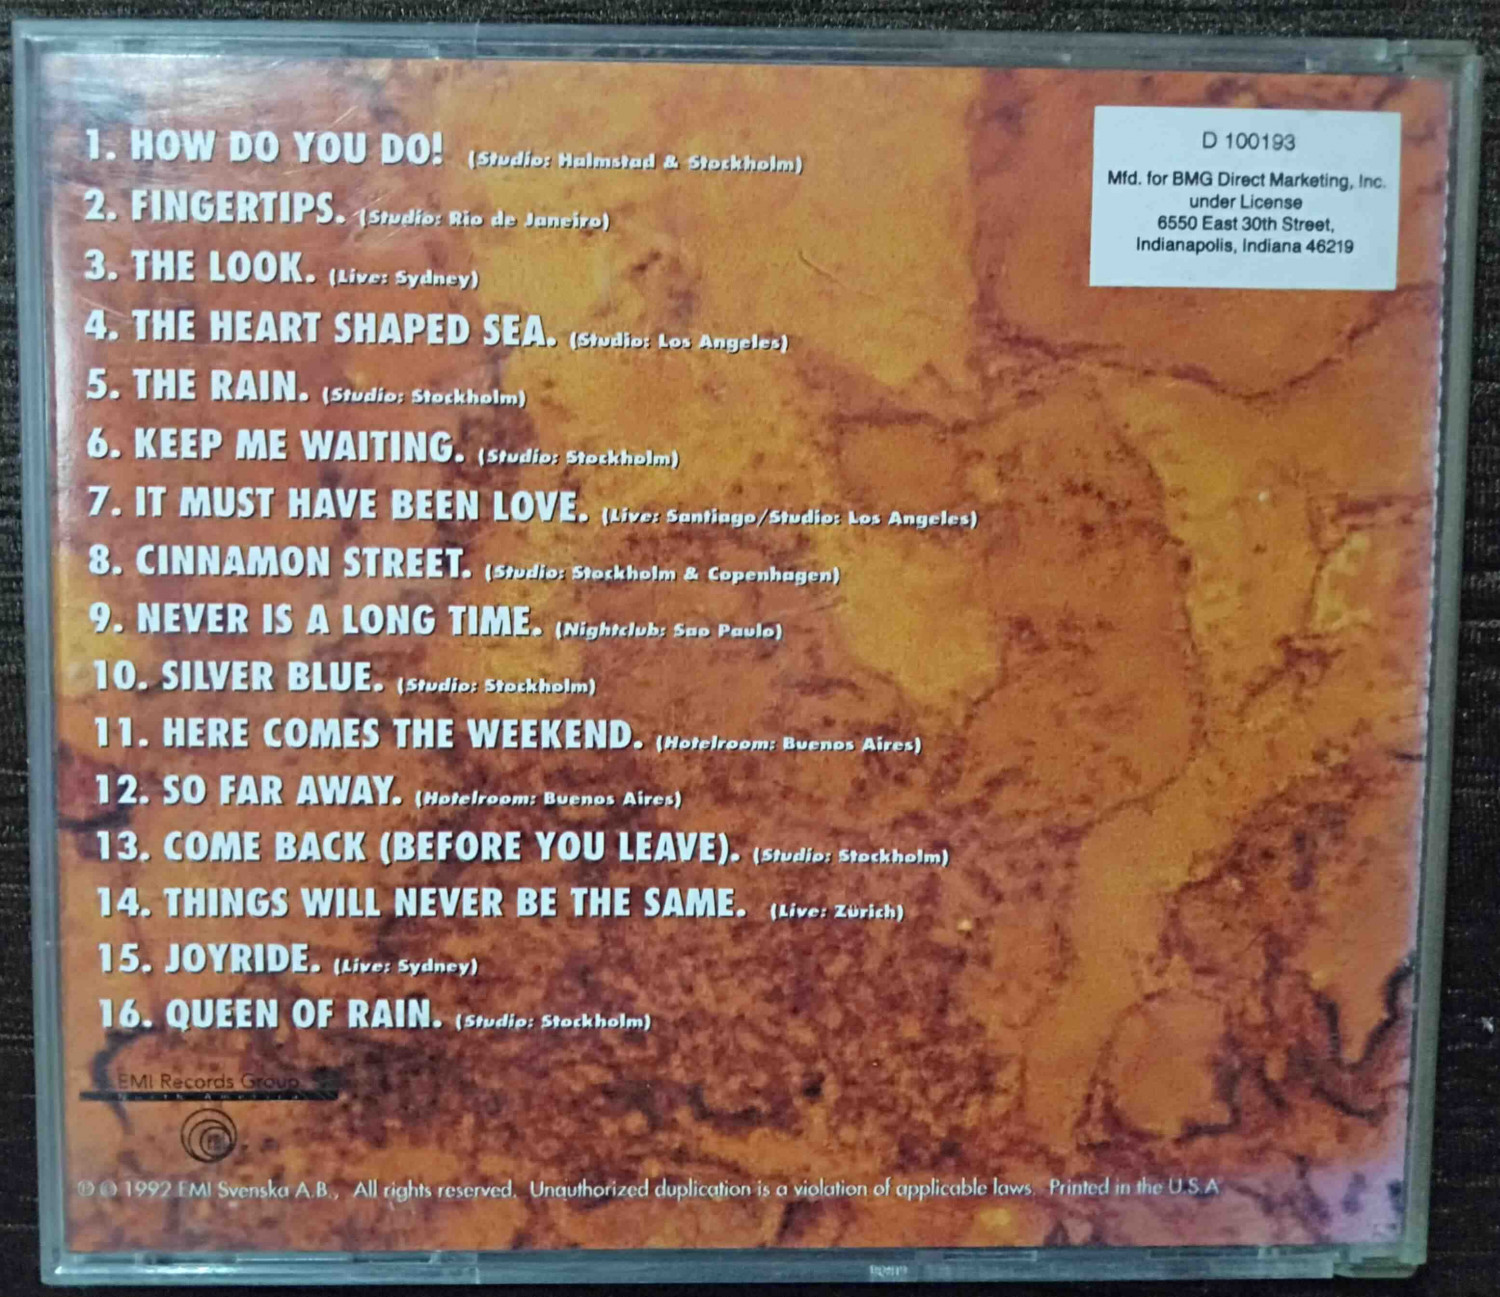 1. HOW DO YOU DO! (Studio: Halmstad & Stockholm)
2. FINGERTIPS. (Studio: Rio de Janeiro)
3. THE LOOK. (Live: Sydney)
4. THE HEART SHAPED SEA. (Studio: Los Angeles)
5. THE RAIN. (Studio: Stockholm)
6. KEEP ME WAITING. (Studio: Stockholm)
7. IT MUST HAVE BEEN LOVE. (Live: Santiago/Studio: Los Angeles)
8. CINNAMON STREET. (Studio: Stockholm & Copenhagen)
9. NEVER IS A LONG TIME. (Nightclub: Sao Paulo)
10. SILVER BLUE. (Studio: Stockholm)
11. HERE COMES THE WEEKEND. (Hotelroom: Buenos Aires)
12. SO FAR AWAY. (Hotelroom: Buenos Aires)
13. COME BACK (BEFORE YOU LEAVE). (Studio: Stockholm)
14. THINGS WILL NEVER BE THE SAME. (Live: Zürich)
15. JOYRIDE. (Live: Sydney)
16. QUEEN OF RAIN. (Studio: Stockholm)
D 100193
Mfd. for BMG Direct Marketing, Inc.
under License
6550 East 30th Street,
Indianapolis, Indiana 46219
EMI Records Group
North America
℗ © 1992 EMI Svenska A.B., All rights reserved. Unauthorized duplication is a violation of applicable laws. Printed in the U.S.A